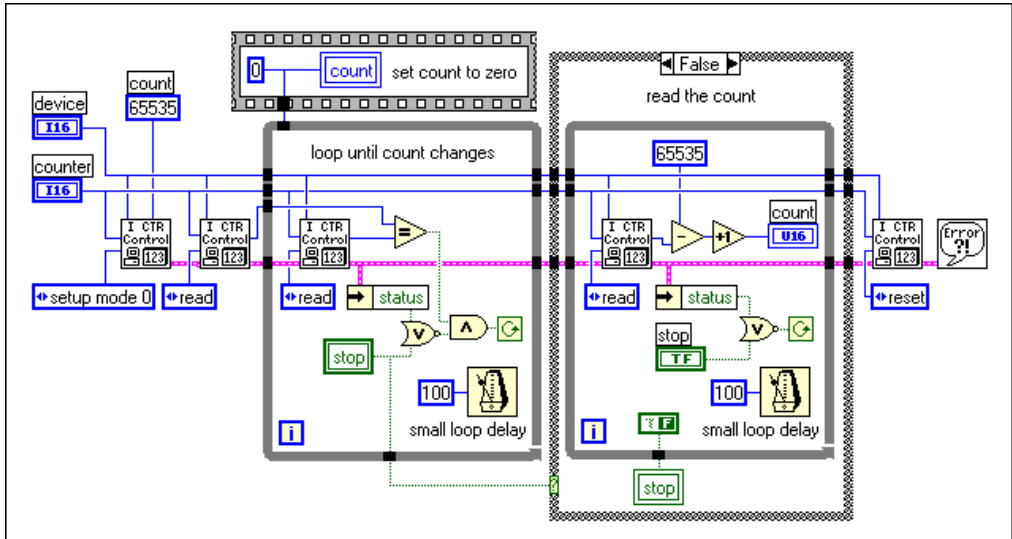 False
0
count
set count to zero
read the count
count
65535
device
I16
loop until count changes
65535
counter
I16
count
U16
I CTR
Control
123
I CTR
Control
123
I CTR
Control
123
=
I CTR
Control
123
-
+1
I CTR
Control
123
Error
?!
setup mode 0
read
read
status
read
status
reset
stop
V
Λ
stop
TF
V
100
100
i
small loop delay
F
i
small loop delay
?
stop